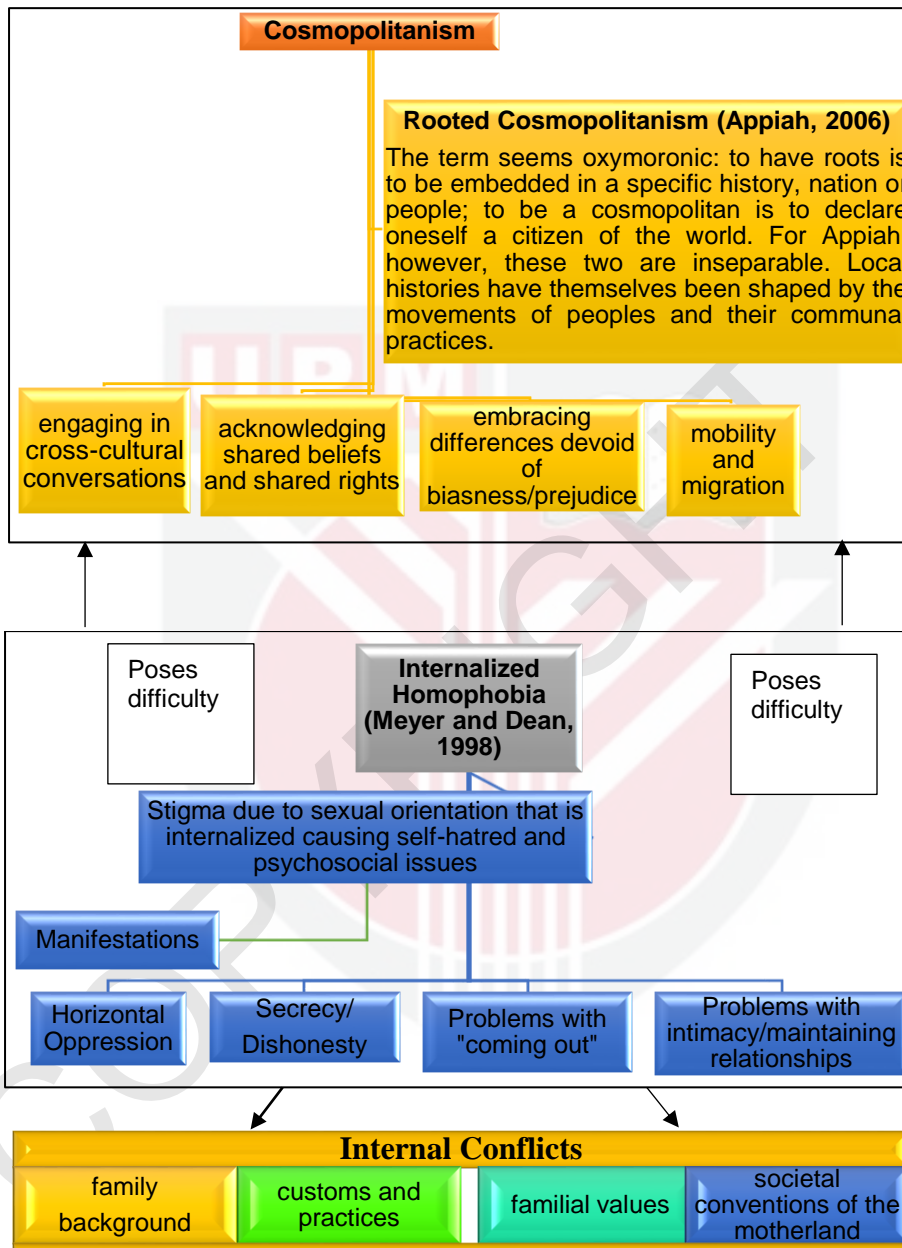 Cosmopolitanism
Rooted Cosmopolitanism (Appiah, 2006)
The term seems oxymoronic: to have roots is
to be embedded in a specific history, nation or
people; to be a cosmopolitan is to declare
oneself a citizen of the world. For Appiah
however, these two are inseparable. Loca
histories have themselves been shaped by the
movements of peoples and their communa
practices.
engaging in
cross-cultural
conversations
acknowledging
shared beliefs
and shared rights
embracing
differences devoid
of
biasness/prejudice
mobility
and
migration
Poses
difficulty
Internalized
Homophobia
(Meyer and Dean,
1998)
Poses
difficulty
Stigma due to sexual orientation that is
internalized causing self-hatred and
psychosocial issues
Manifestations
Horizontal
Oppression
Secrecy/
Dishonesty
Problems with
"coming out"
Problems with
intimacy/maintaining
relationships
Internal Conflicts
family
background
customs and
practices
familial values
societal
conventions of the
motherland
UPM
COPYRIGHT